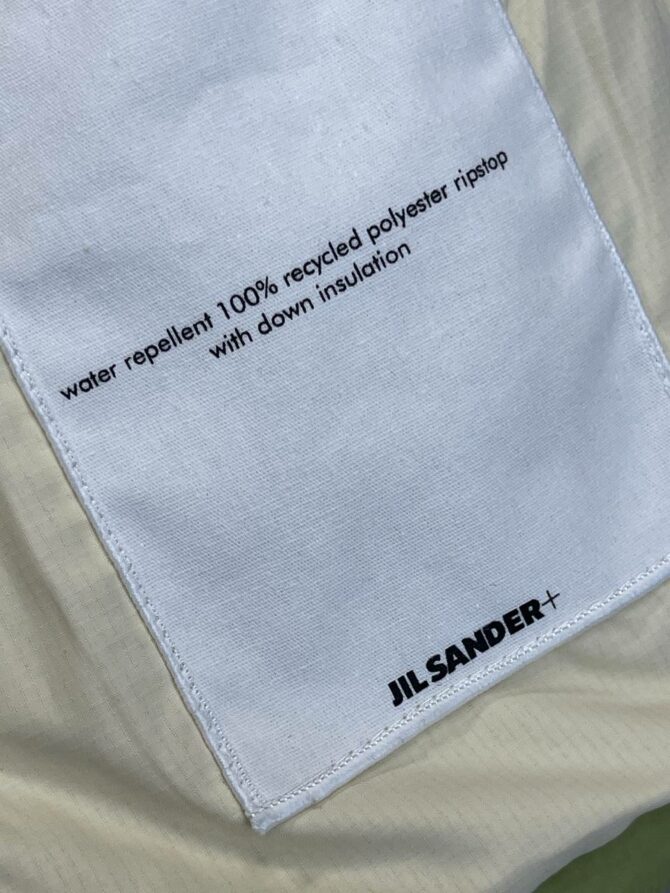 water repellent 100% recycled polyester ripstop
with down insulation
JIL SANDER+